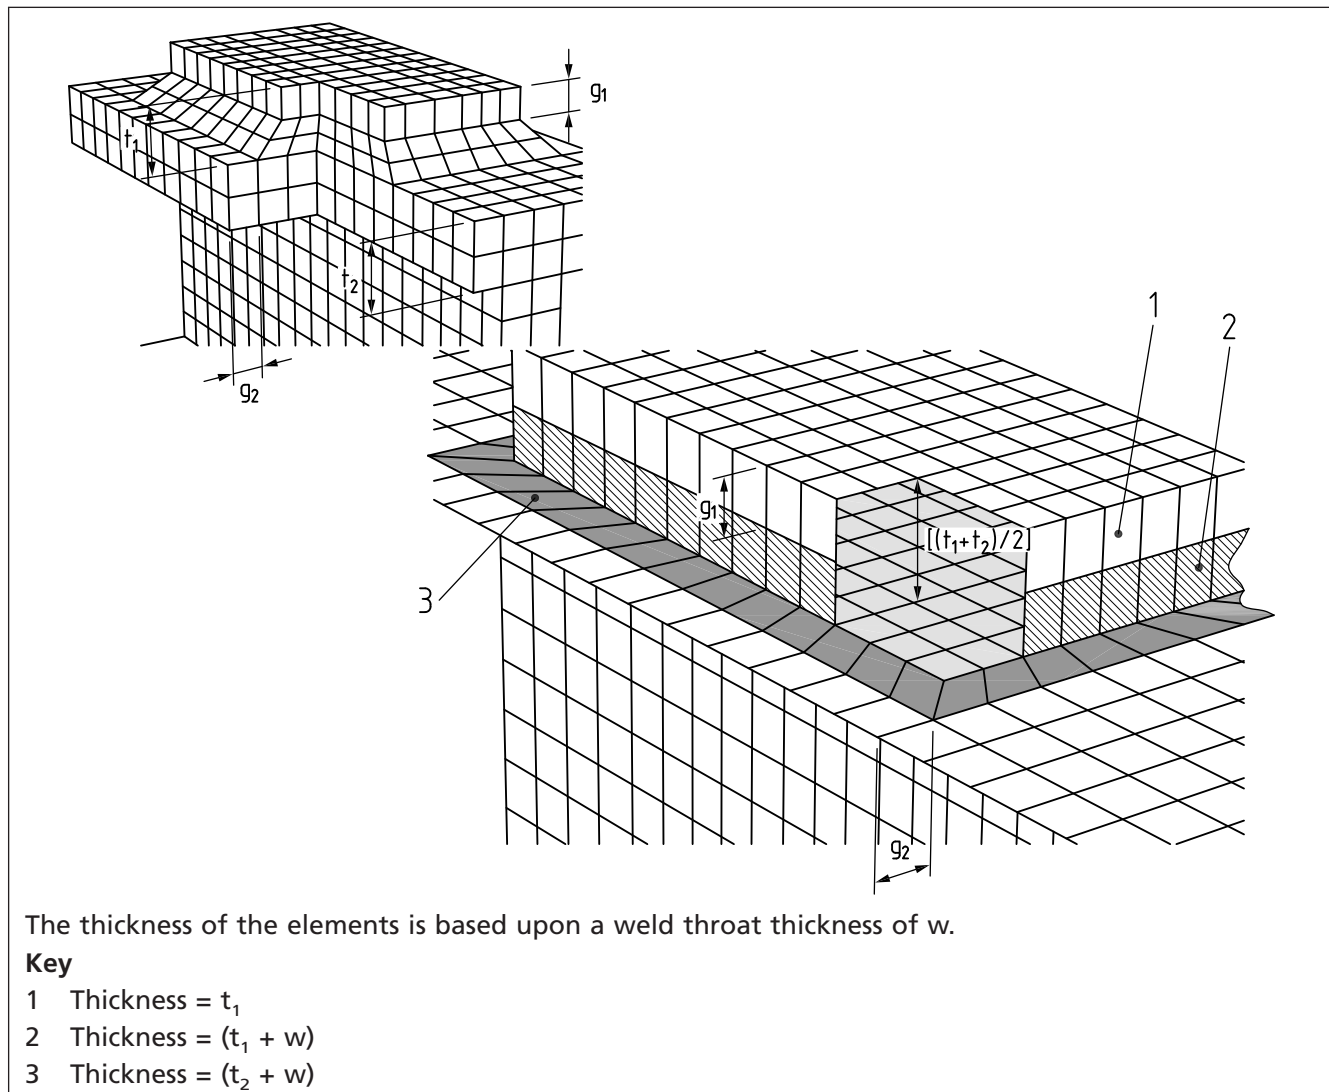 g₁
t₁
t₂
g₂
1
2
g₁
[(t₁+t₂)/2]
3
g₂
The thickness of the elements is based upon a weld throat thickness of w.
Key
1 Thickness = t₁
2 Thickness = (t₁ + w)
3 Thickness = (t₂ + w)